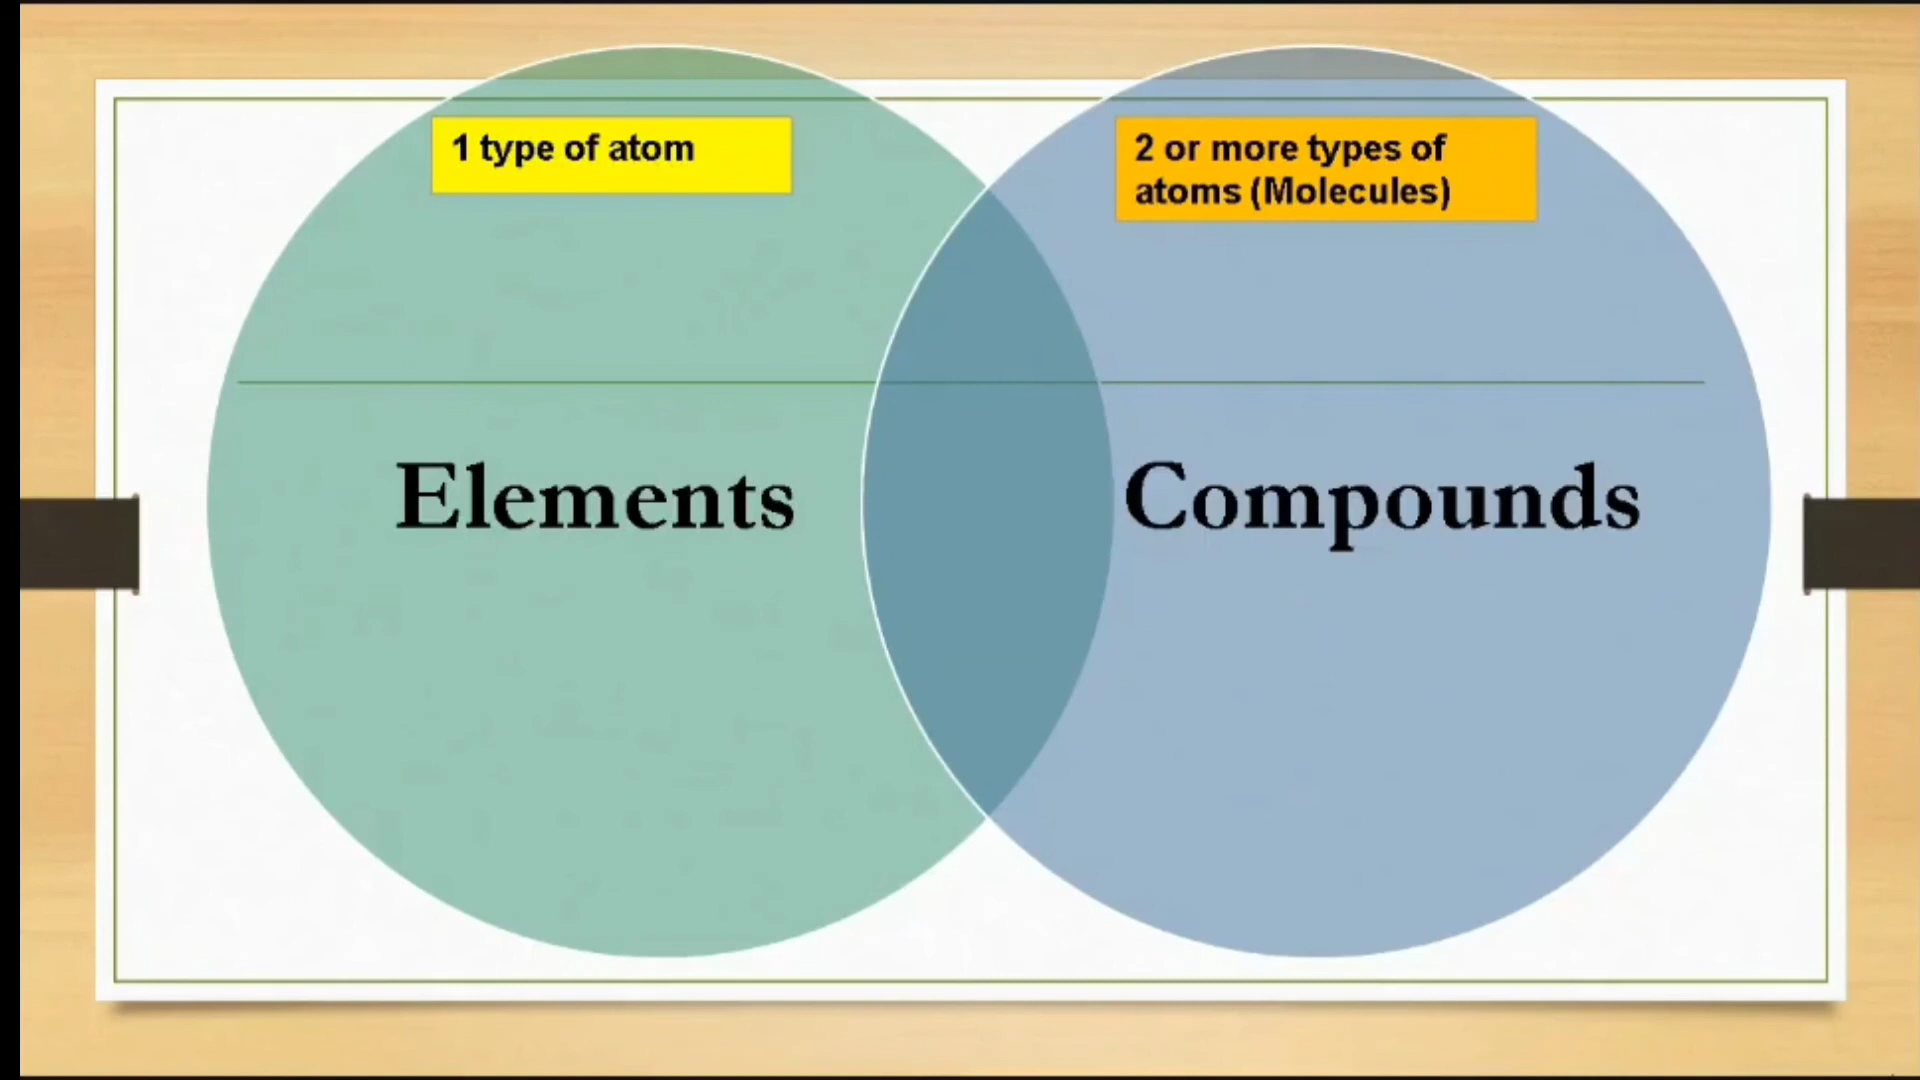 1 type of atom
2 or more types of
atoms (Molecules)
Elements
Compounds